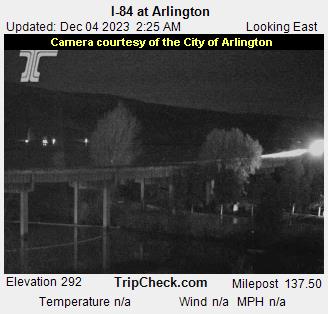 I-84 at Arlington
Updated: Dec 04 2023 2:25 AM Looking East
Camera courtesy of the City of Arlington
Elevation 292 TripCheck.com Milepost 137.50
Temperature n/a Wind n/a MPH n/a